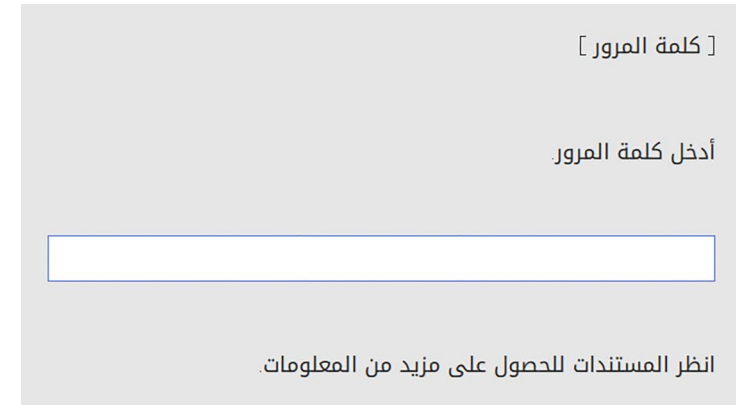 [ كلمة المرور ]
أدخل كلمة المرور.
انظر المستندات للحصول على مزيد من المعلومات.